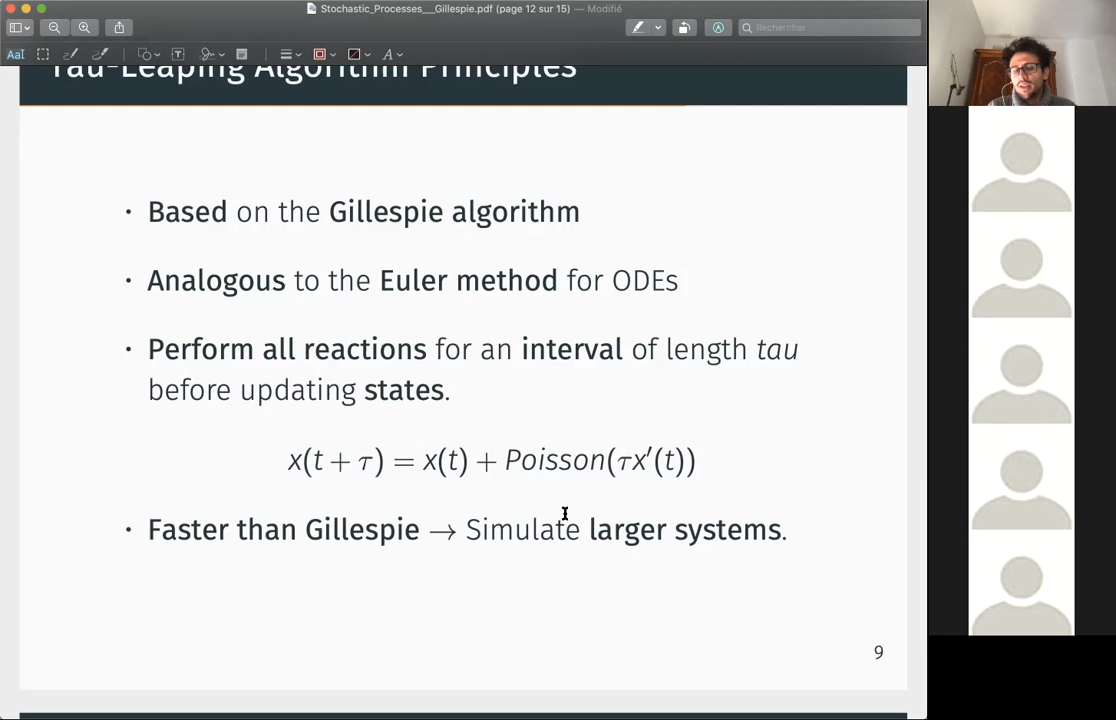 Stochastic_Processes__Gillespie.pdf (page 12 sur 15) — Modifié
Rechercher
Tau-Leaping Algorithm Principles
• Based on the Gillespie algorithm
• Analogous to the Euler method for ODEs
• Perform all reactions for an interval of length tau
before updating states.
x(t + τ) = x(t) + Poisson(τx′(t))
• Faster than Gillespie → Simulate larger systems.
9